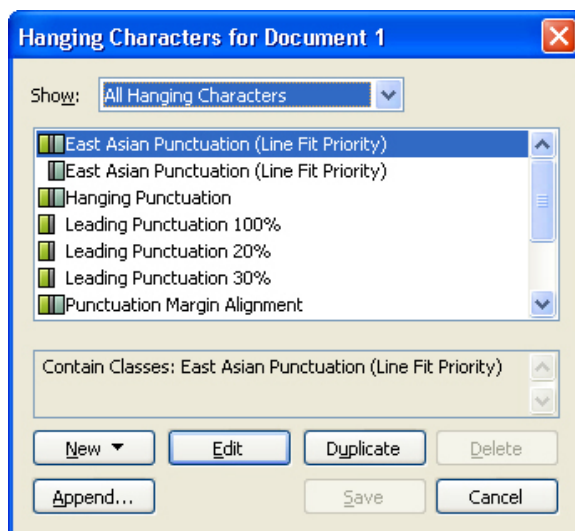 Hanging Characters for Document 1
Show: All Hanging Characters
East Asian Punctuation (Line Fit Priority)
East Asian Punctuation (Line Fit Priority)
Hanging Punctuation
Leading Punctuation 100%
Leading Punctuation 20%
Leading Punctuation 30%
Punctuation Margin Alignment
Contain Classes: East Asian Punctuation (Line Fit Priority)
New Edit Duplicate Delete
Append... Save Cancel